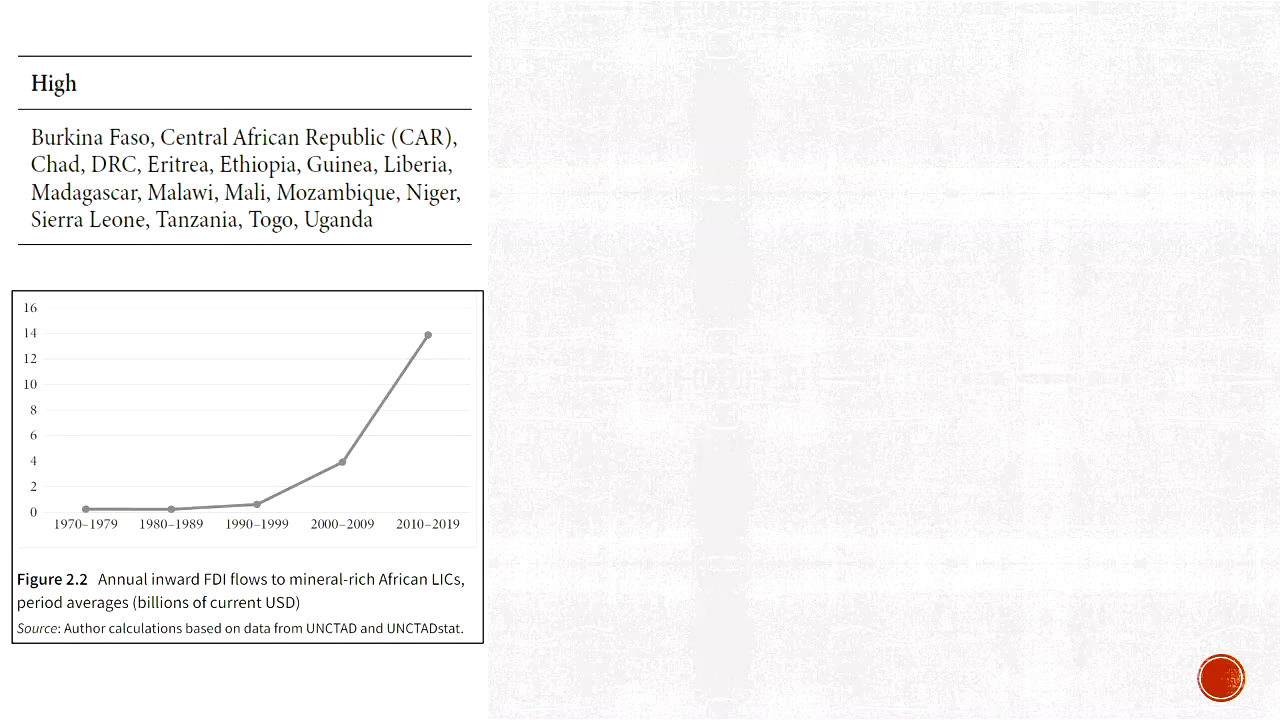 High
Burkina Faso, Central African Republic (CAR),
Chad, DRC, Eritrea, Ethiopia, Guinea, Liberia,
Madagascar, Malawi, Mali, Mozambique, Niger,
Sierra Leone, Tanzania, Togo, Uganda
16
14
12
10
8
6
4
2
0
1970–1979 1980–1989 1990–1999 2000–2009 2010–2019
Figure 2.2 Annual inward FDI flows to mineral-rich African LICs,
period averages (billions of current USD)
Source: Author calculations based on data from UNCTAD and UNCTADstat.